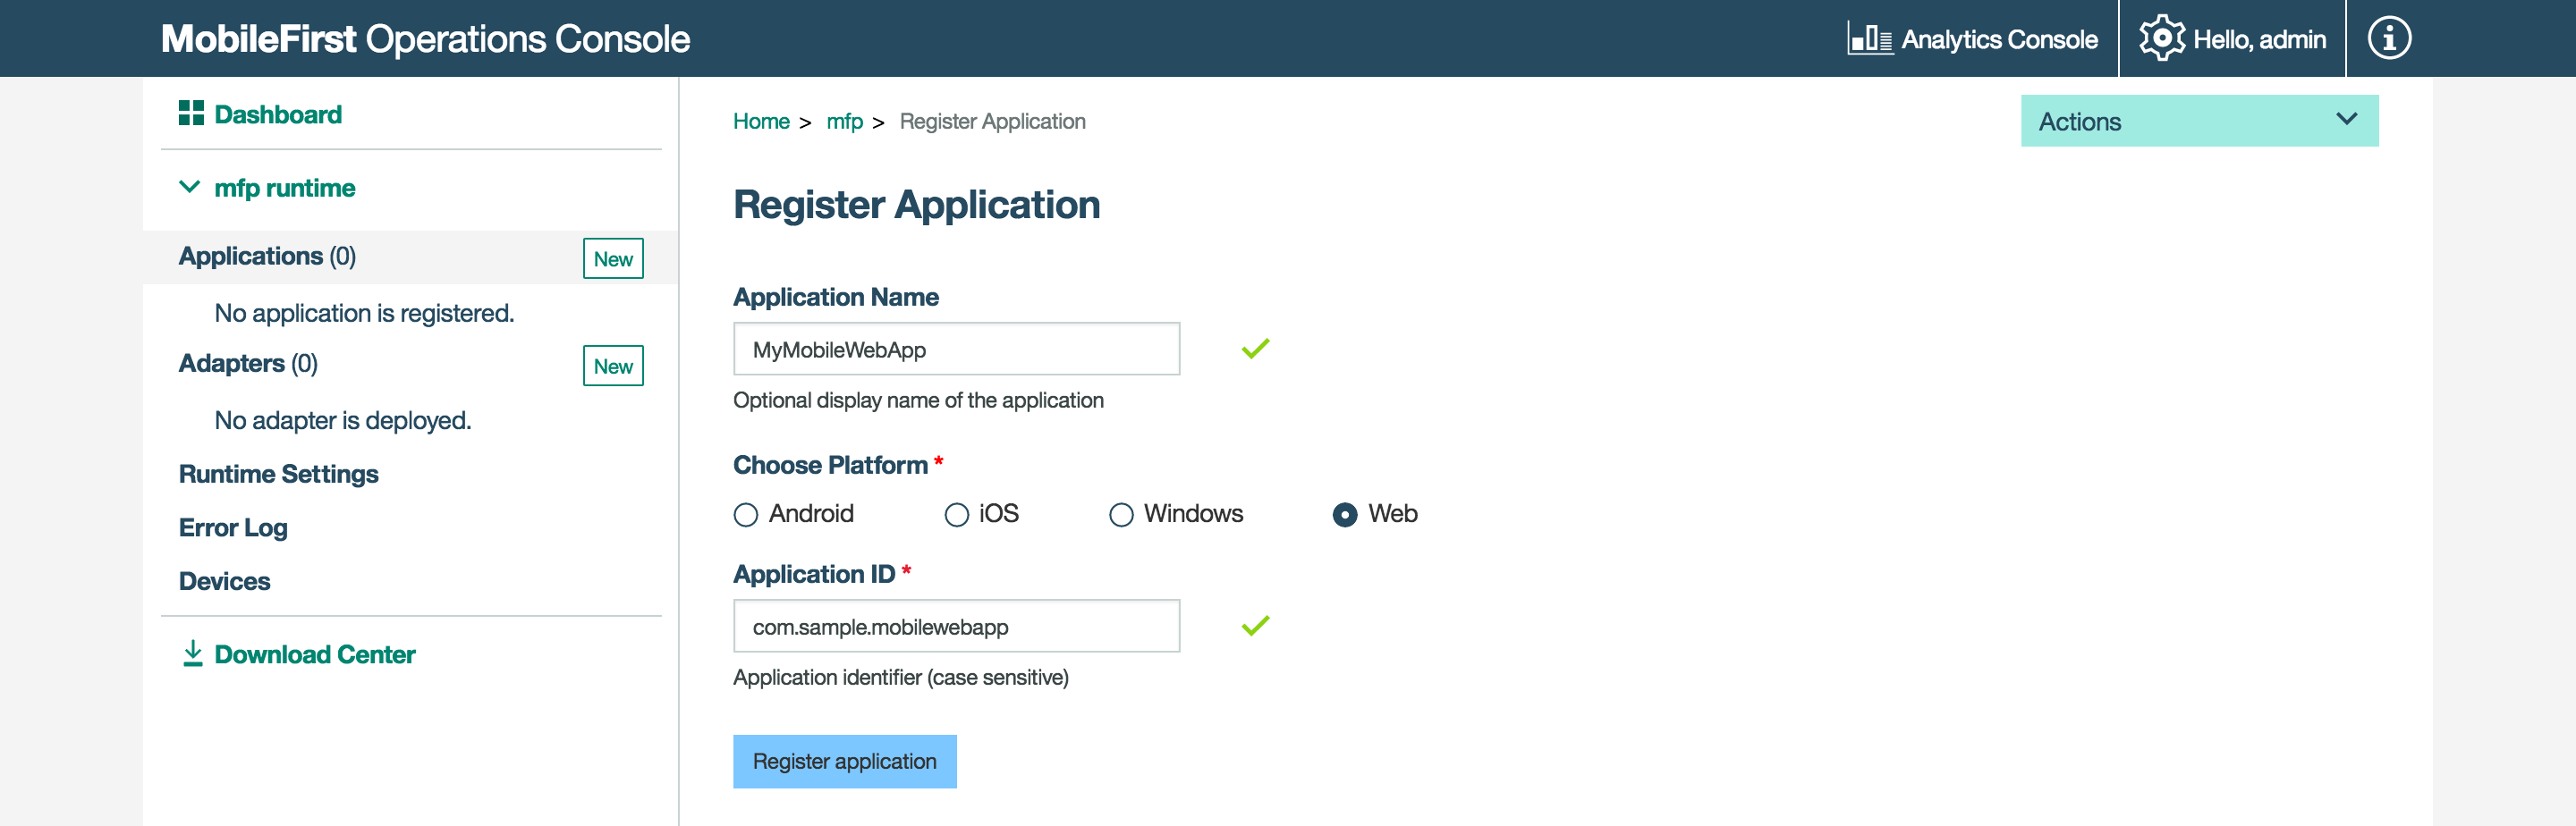 MobileFirst Operations Console
Analytics Console
Hello, admin
Dashboard
mfp runtime
Applications (0)
New
No application is registered.
Adapters (0)
New
No adapter is deployed.
Runtime Settings
Error Log
Devices
Download Center
Home > mfp > Register Application
Actions
Register Application
Application Name
MyMobileWebApp
Optional display name of the application
Choose Platform *
Android
iOS
Windows
Web
Application ID *
com.sample.mobilewebapp
Application identifier (case sensitive)
Register application